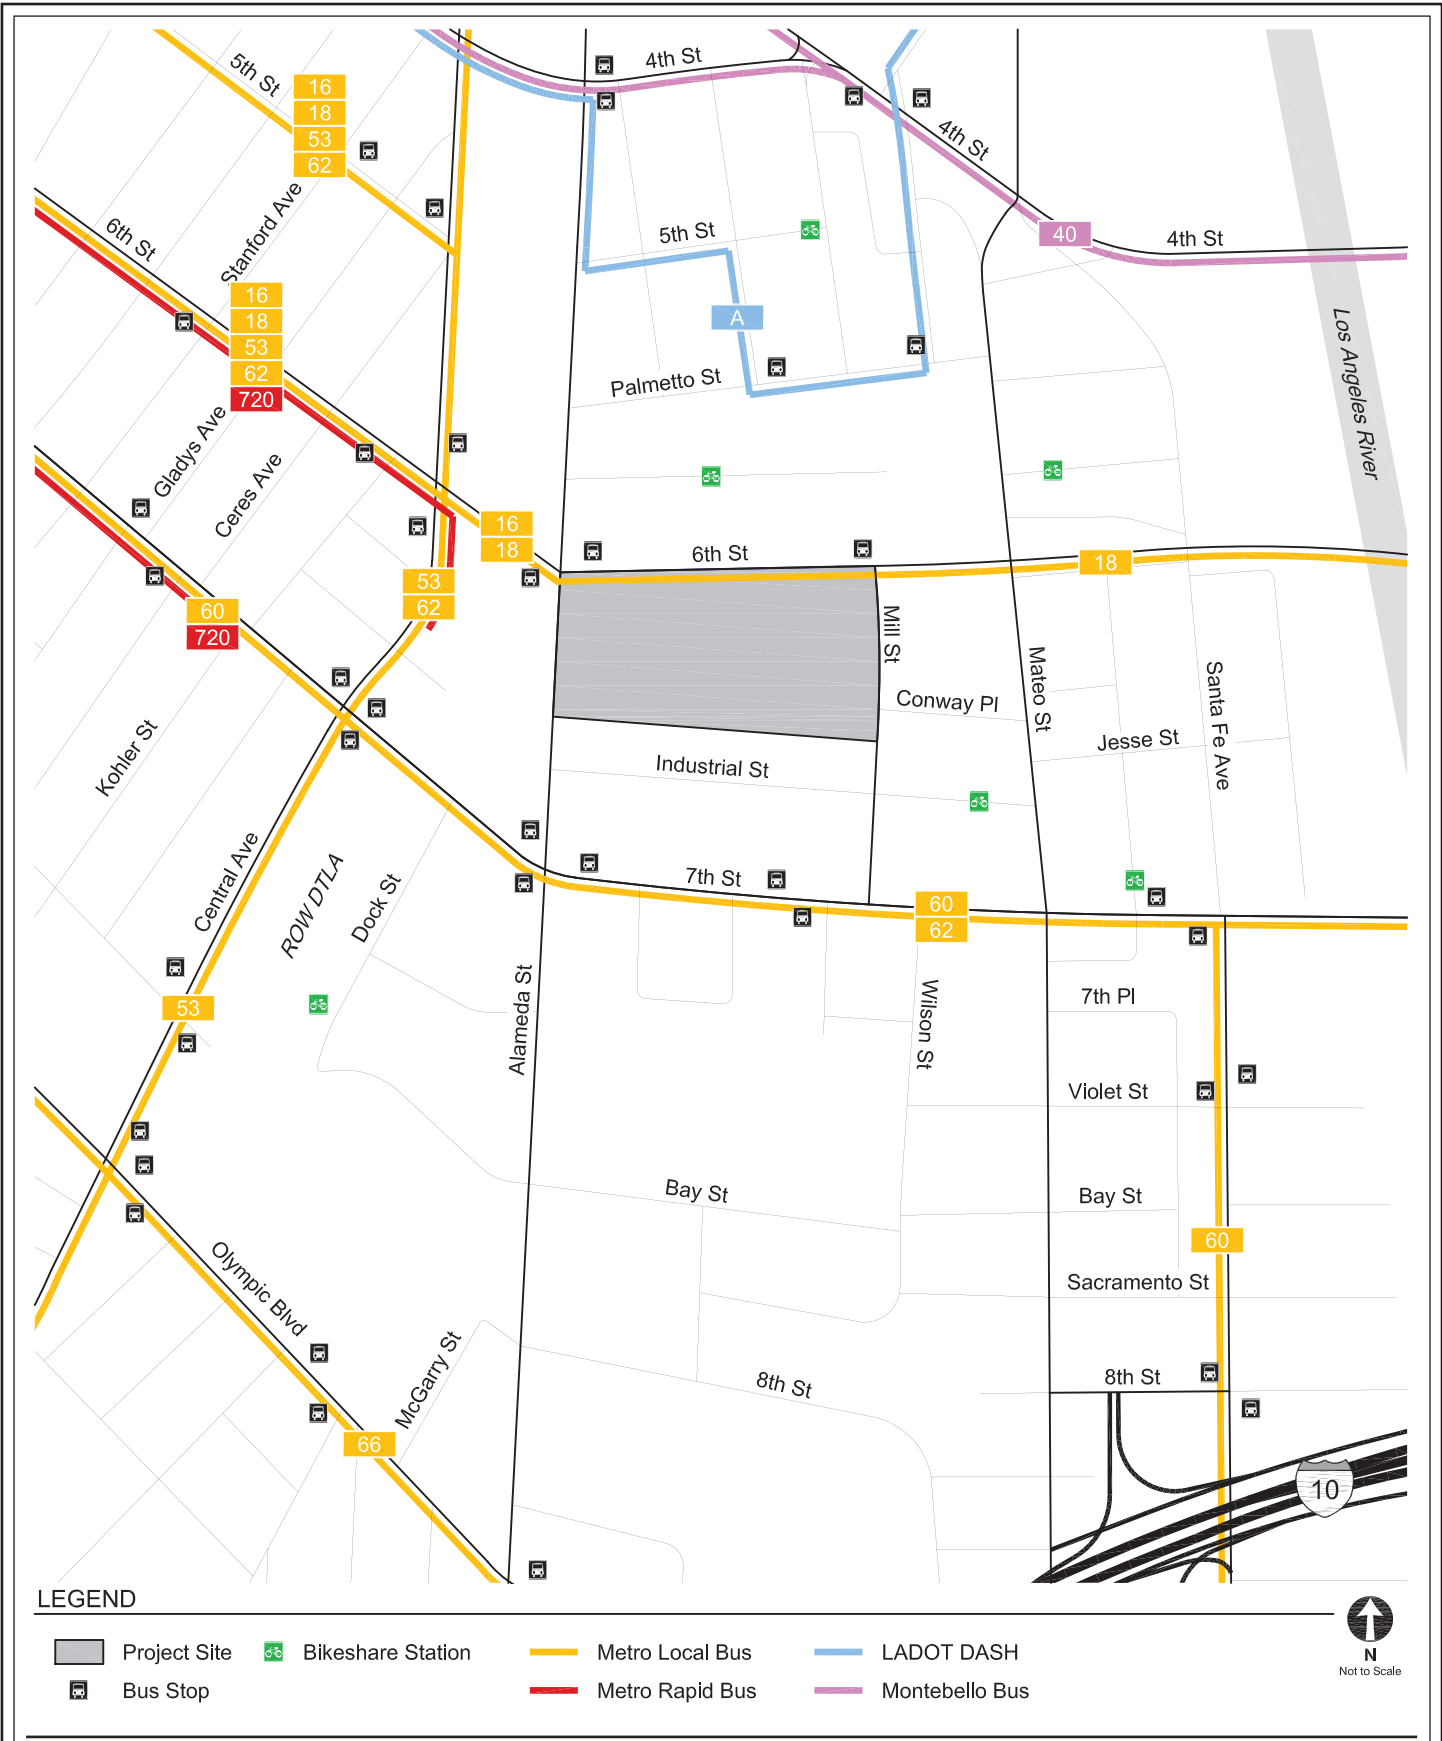 4th St
5th St
16
18
53
62
4th St
Stanford Ave
6th St
5th St
40
4th St
16
18
53
62
720
A
Los Angeles River
Palmetto St
Gladys Ave
Ceres Ave
16
18
6th St
18
53
62
60
720
Mill St
Mateo St
Santa Fe Ave
Conway Pl
Kohler St
Jesse St
Industrial St
Central Ave
ROW DTLA
Dock St
7th St
60
62
Alameda St
Wilson St
53
7th Pl
Violet St
Bay St
Bay St
60
Olympic Blvd
Sacramento St
McGarry St
8th St
8th St
66
10
LEGEND
Project Site
Bikeshare Station
Metro Local Bus
LADOT DASH
Bus Stop
Metro Rapid Bus
Montebello Bus
N
Not to Scale